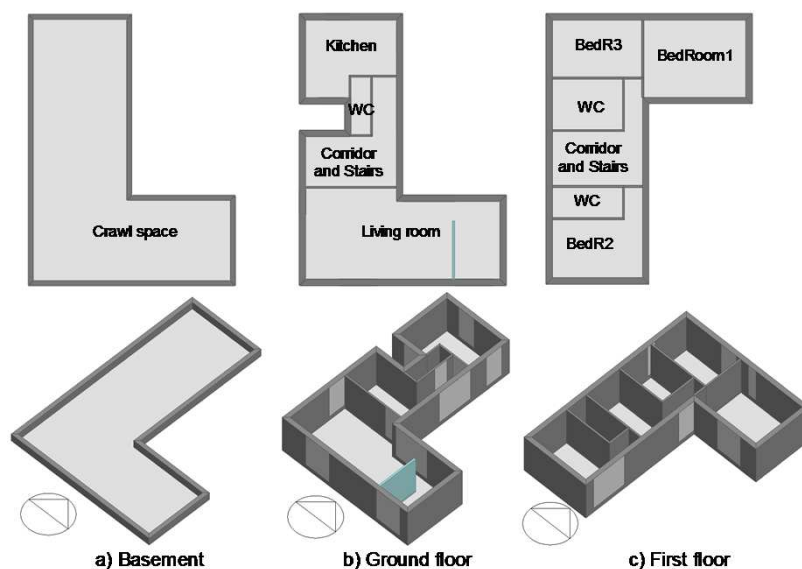 Kitchen
WC
Corridor
and Stairs
Living room
Crawl space
BedR3
BedRoom1
WC
Corridor
and Stairs
WC
BedR2
a) Basement
b) Ground floor
c) First floor